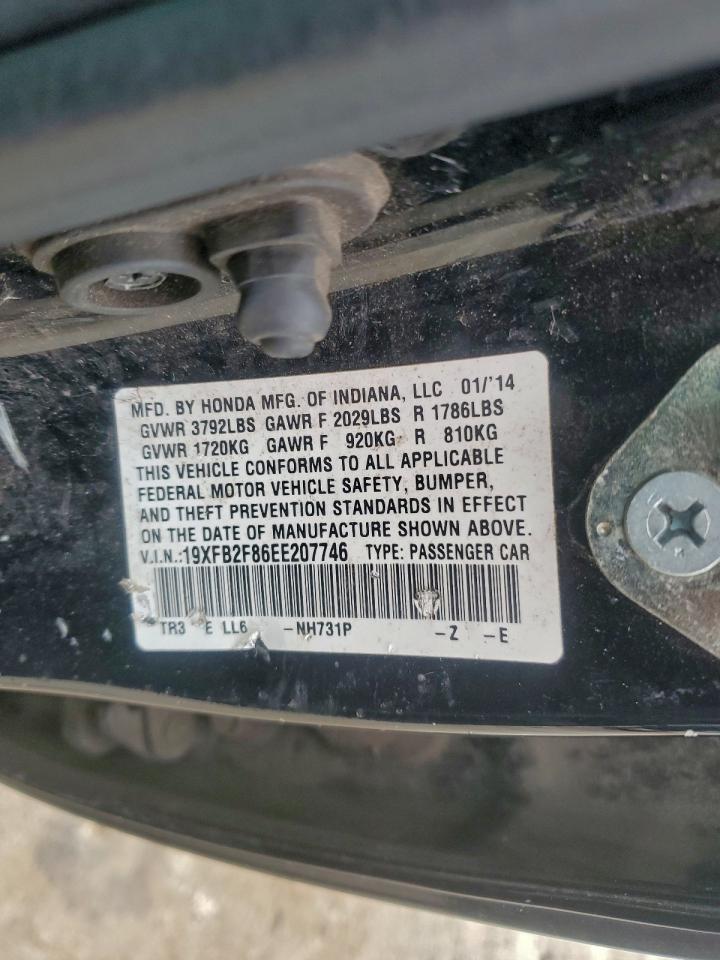 MFD. BY HONDA MFG. OF INDIANA, LLC 01/'14
GVWR 3792LBS GAWR F 2029LBS R 1786LBS
GVWR 1720KG GAWR F 920KG R 810KG
THIS VEHICLE CONFORMS TO ALL APPLICABLE
FEDERAL MOTOR VEHICLE SAFETY, BUMPER,
AND THEFT PREVENTION STANDARDS IN EFFECT
ON THE DATE OF MANUFACTURE SHOWN ABOVE.
V.I.N.:19XFB2F86EE207746 TYPE: PASSENGER CAR
TR3 E LL6 -NH731P -Z -E